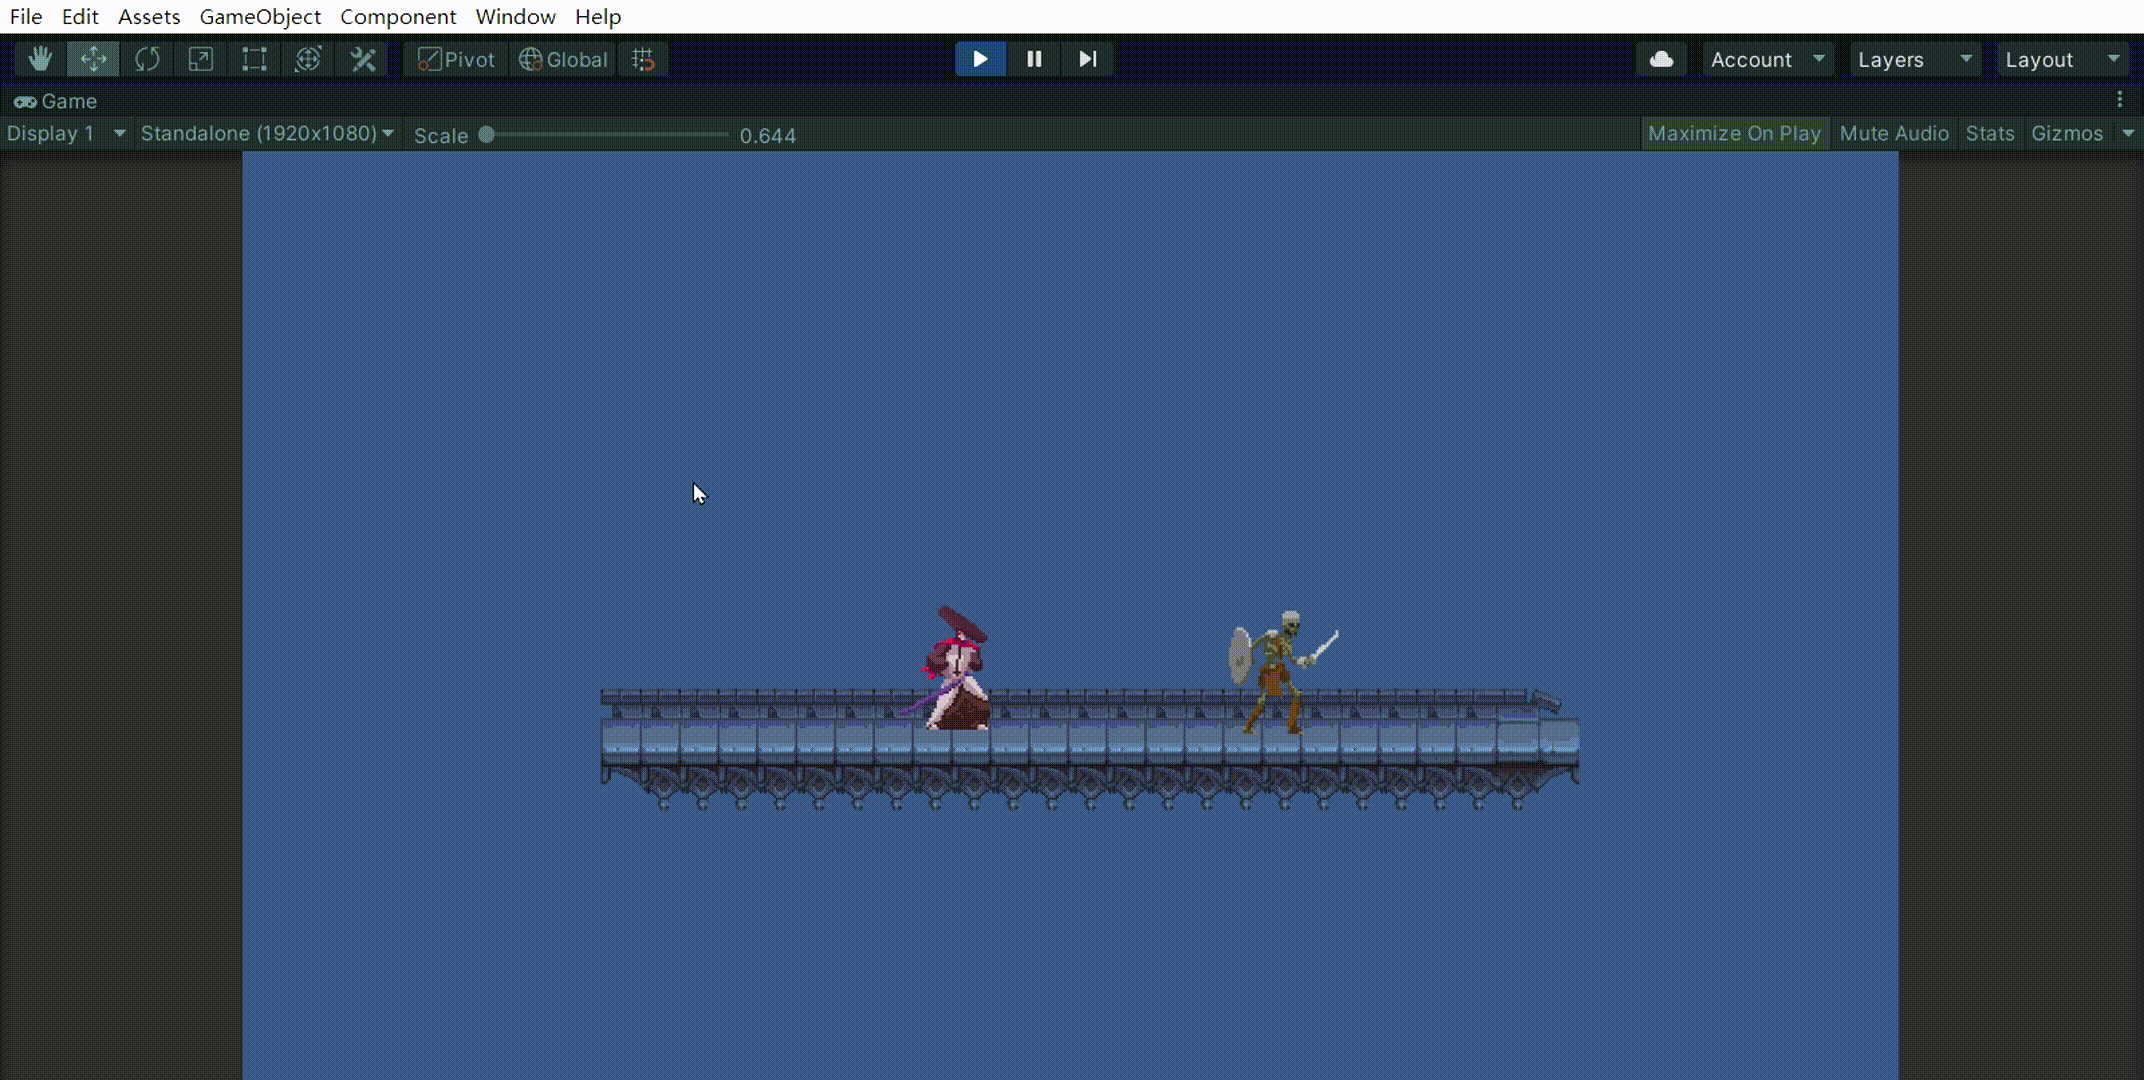 File Edit Assets GameObject Component Window Help
Pivot Global Account Layers Layout
Game
Display 1 Standalone (1920x1080) Scale 0.644 Maximize On Play Mute Audio Stats Gizmos